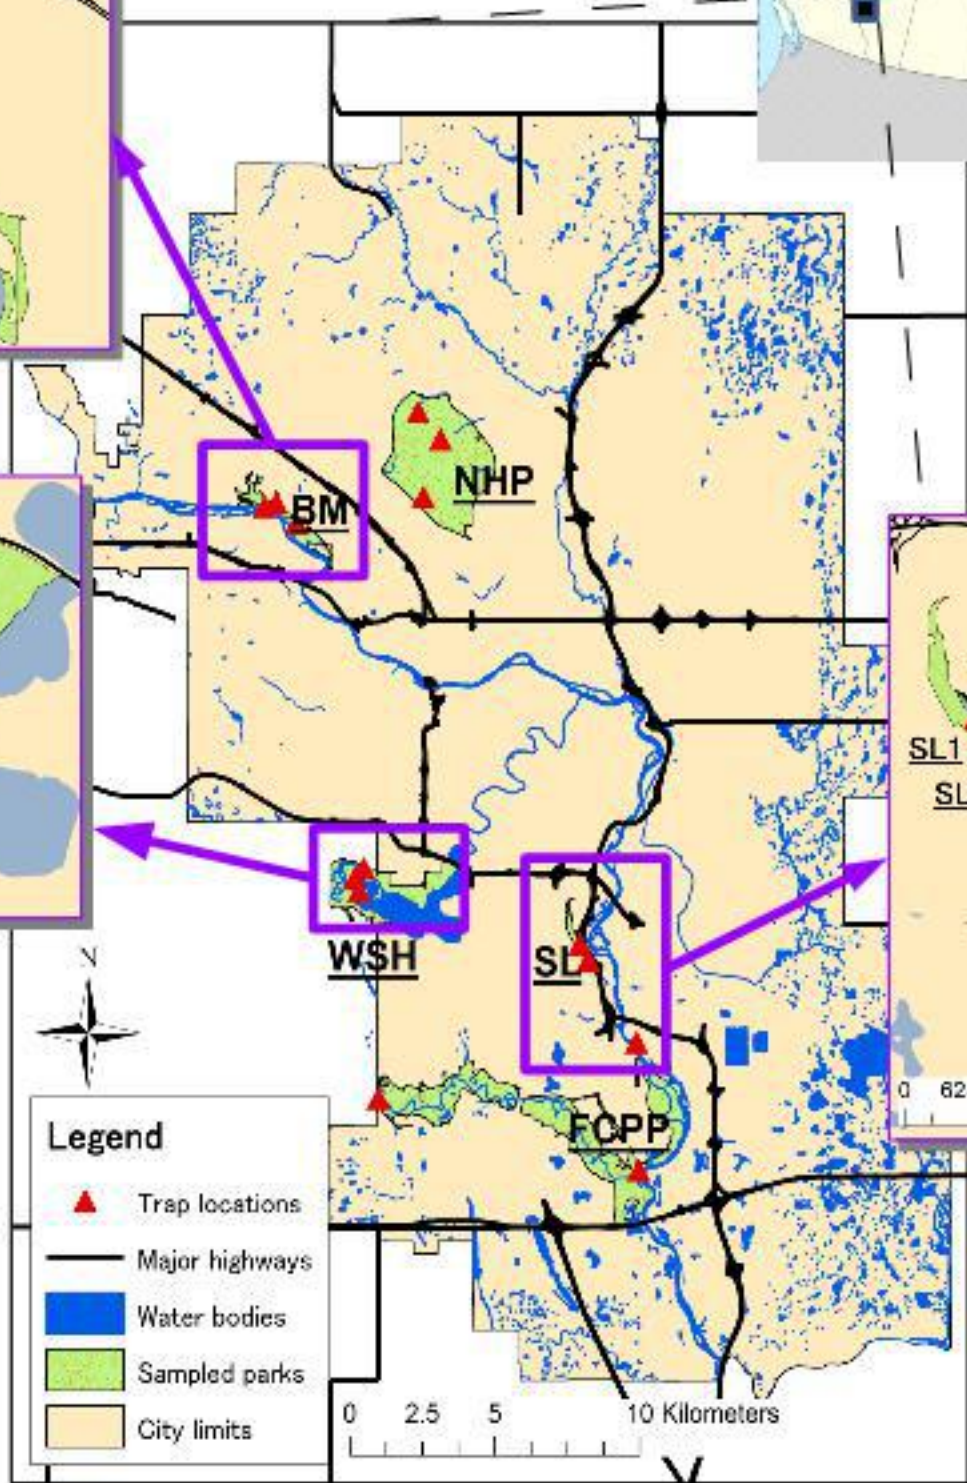 NHP
BM
SL1
SL
WSH
SL
N
0 62
FCPP
Legend
Trap locations
Major highways
Water bodies
Sampled parks
City limits
0 2.5 5 10 Kilometers